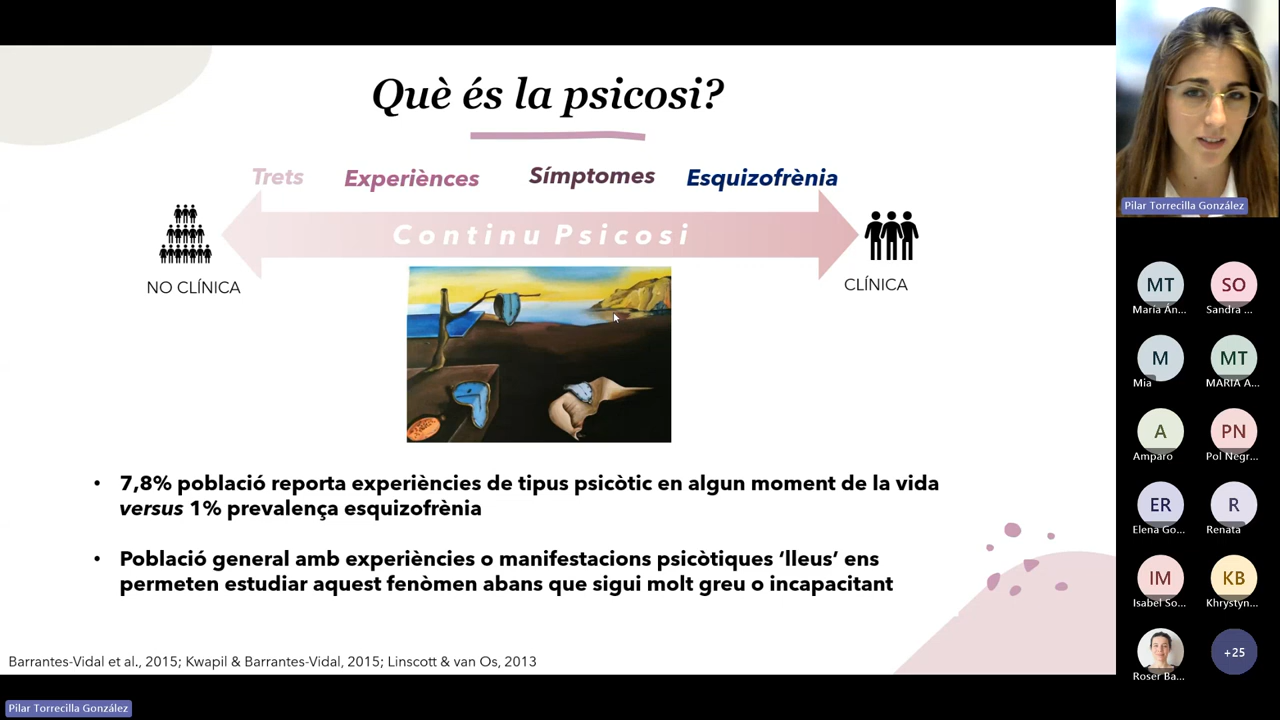 Què és la psicosi?
Trets Experiències Símptomes Esquizofrènia
Continu Psicosi
NO CLÍNICA
CLÍNICA
• 7,8% població reporta experiències de tipus psicòtic en algun moment de la vida
versus 1% prevalença esquizofrènia
• Població general amb experiències o manifestacions psicòtiques ‘lleus’ ens
permeten estudiar aquest fenòmen abans que sigui molt greu o incapacitant
Barrantes-Vidal et al., 2015; Kwapil & Barrantes-Vidal, 2015; Linscott & van Os, 2013
Pilar Torrecilla González
Pilar Torrecilla González
MT SO
María Án... Sandra ...
M MT
Mia MARIA A...
A PN
Amparo Pol Negr...
ER R
Elena Go... Renata
IM KB
Isabel So... Khrystyn...
+25
Roser Ba...